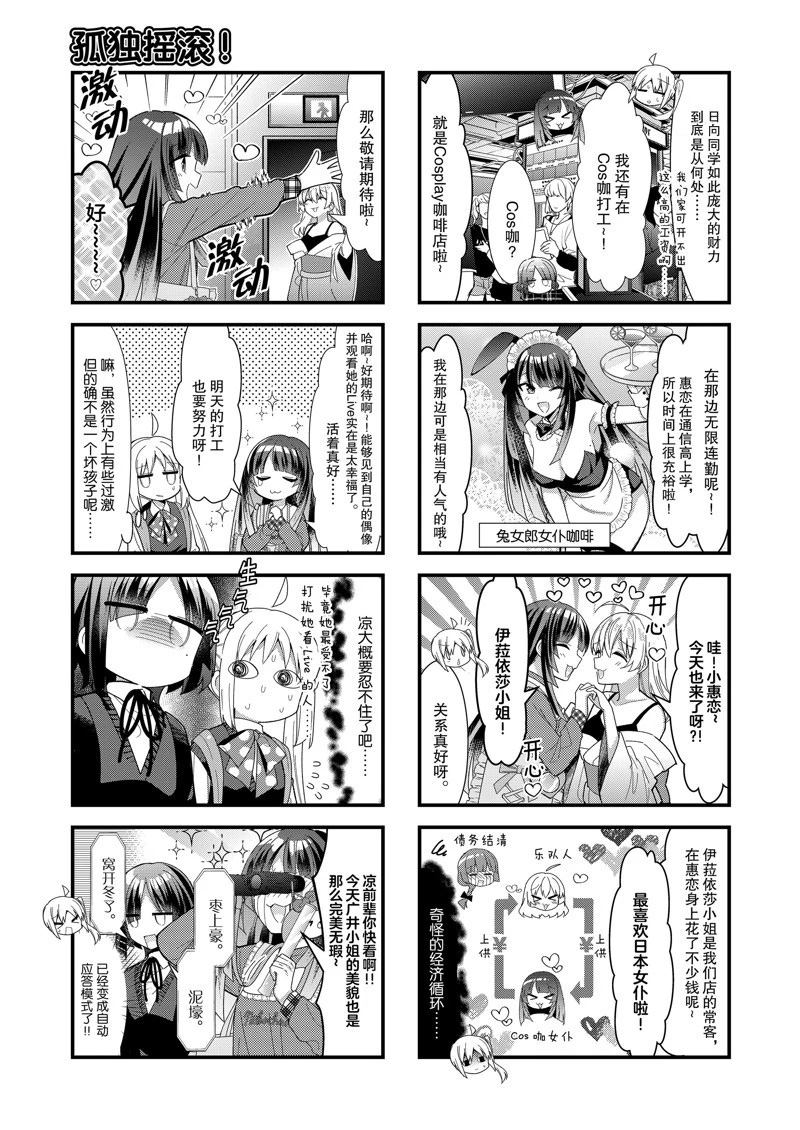 孤独摇滚！
日向同学如此庞大的财力
到底是从何处……
我们家可开不出
这么高的工资啊……
我还有在
Cos咖打工~！
Cos咖？
就是Cosplay咖啡店啦~
在那边无限连勤呢~！
惠恋在通信高上学，
所以时间上很充裕啦！
我在那边可是相当有人气的哦~
兔女郎女仆咖啡
哇！小惠恋~
今天也来了呀?!
开心
伊菈依莎小姐！
开心
关系真好呀。
伊菈依莎小姐是我们店的常客，
在惠恋身上花了不少钱呢~
最喜欢日本女仆啦！
债务结清
乐队人
上供
¥
上供
¥
Cos咖女仆
奇怪的经济循环……
那么敬请期待啦~
激动
激动
好~~~~♡
哈啊~好期待啊~！能够见到自己的偶像
并观看她的Live实在是太幸福了。
活着真好……
明天的打工
也要努力呀！
嘛，虽然行为上有些过激
但的确不是一个坏孩子呢……
凉大概要忍不住了吧……
毕竟她最受不了
打扰她看Live的人……
生气
生气
凉前辈你快看啊!!
今天广井小姐的美貌也是
那么完美无瑕~
枣上豪。
泥壕。
窝开冬了。
已经变成自动
应答模式了!!